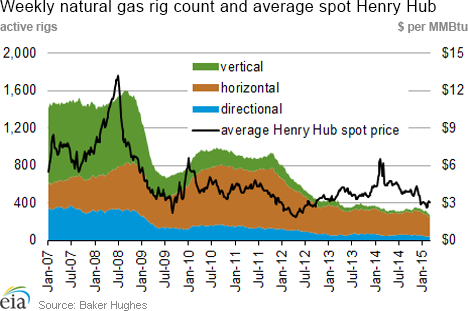 Weekly natural gas rig count and average spot Henry Hub
active rigs $ per MMBtu
2,000 $15
vertical
1,600 $12
horizontal
directional
1,200 $9
average Henry Hub spot price
800 $6
400 $3
0 $0
Jan-07 Jul-07 Jan-08 Jul-08 Jan-09 Jul-09 Jan-10 Jul-10 Jan-11 Jul-11 Jan-12 Jul-12 Jan-13 Jul-13 Jan-14 Jul-14 Jan-15
eia Source: Baker Hughes